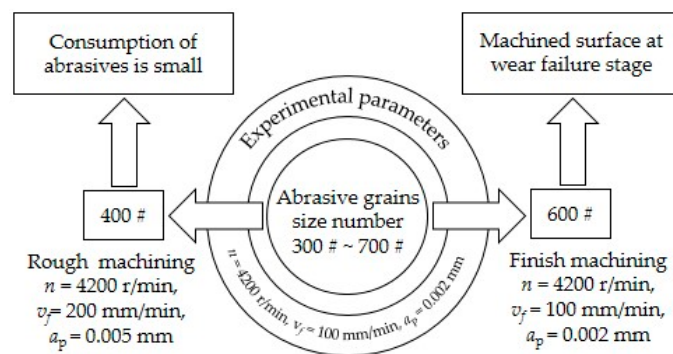 Consumption of
abrasives is small
Machined surface at
wear failure stage
Experimental parameters
Abrasive grains
size number
300 # ~ 700 #
n = 4200 r/min, vf = 100 mm/min, ap = 0.002 mm
400 #
Rough machining
n = 4200 r/min,
vf= 200 mm/min,
ap = 0.005 mm
600 #
Finish machining
n = 4200 r/min,
vf= 100 mm/min,
ap = 0.002 mm